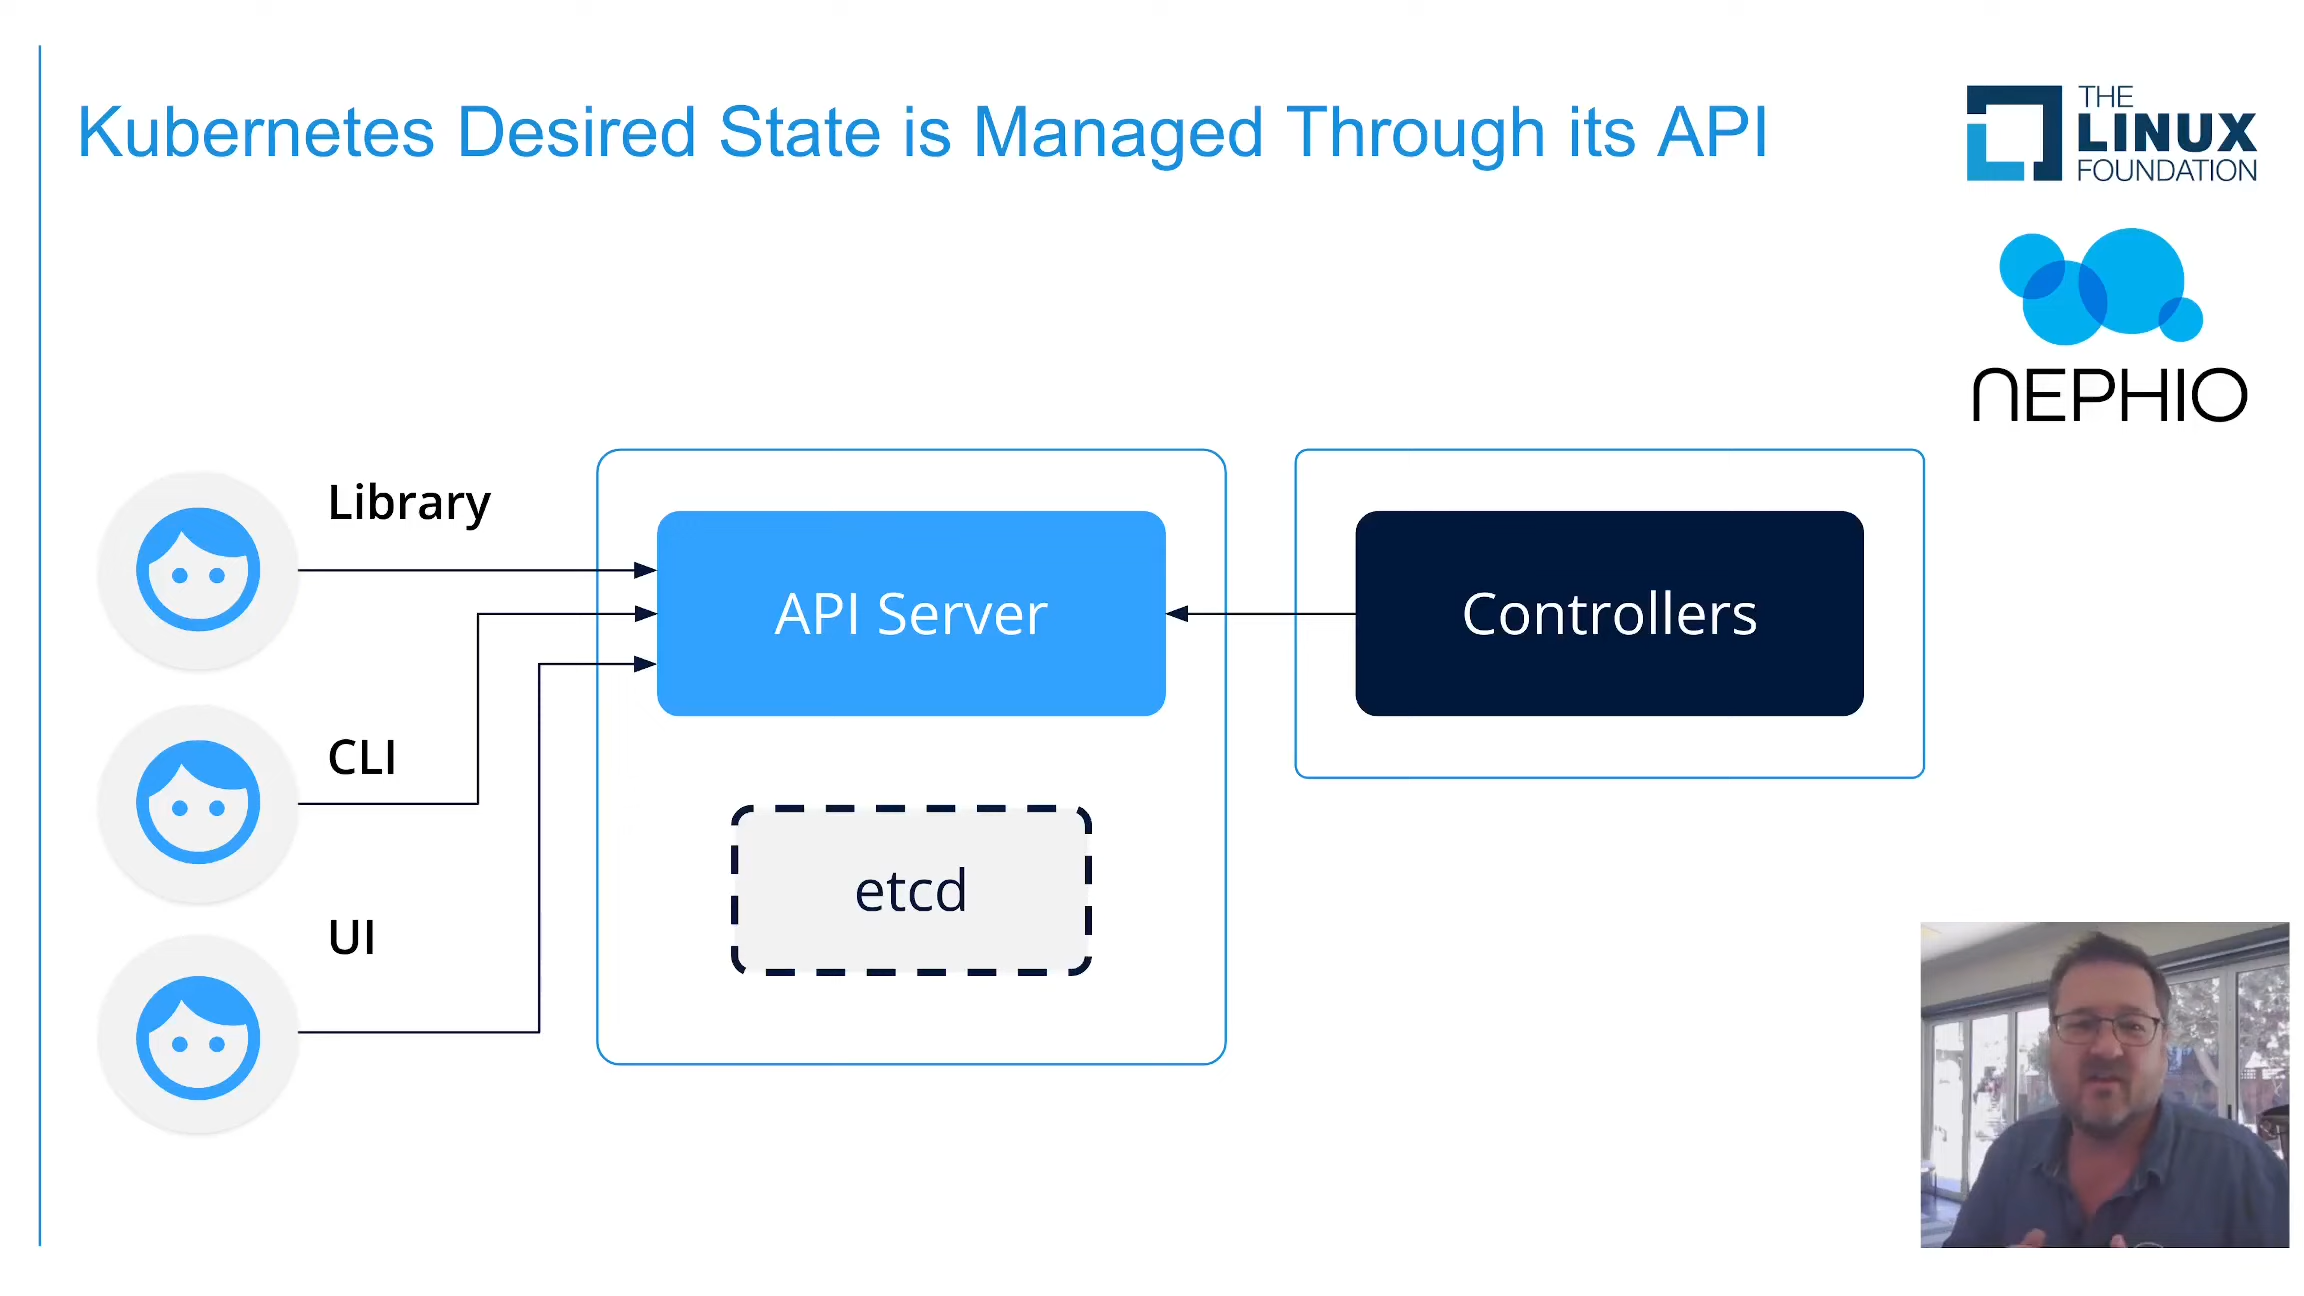 Kubernetes Desired State is Managed Through its API
THE
LINUX
FOUNDATION
NEPHIO
Library
API Server
Controllers
CLI
etcd
UI